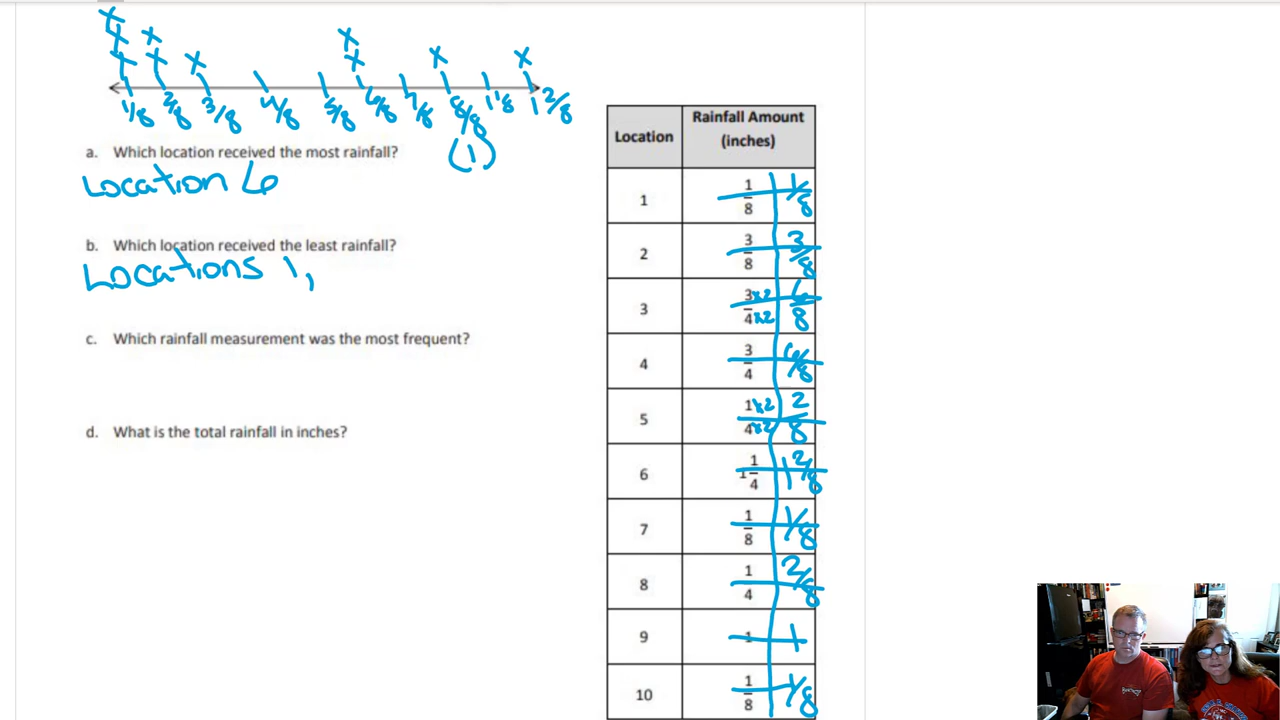 X
X X X
X X X X X X
1/8 2/8 3/8 4/8 5/8 6/8 7/8 8/8 1 1/8 1 2/8
(1)
a. Which location received the most rainfall?
Location 6
b. Which location received the least rainfall?
Locations 1,
c. Which rainfall measurement was the most frequent?
d. What is the total rainfall in inches?
Location Rainfall Amount (inches)
1 1/8 1/8
2 3/8 3/8
3 3x2/4x2 6/8
4 3/4 6/8
5 1x2/4x2 2/8
6 1 1/4 1 2/8
7 1/8 1/8
8 1/4 2/8
9 1 1
10 1/8 1/8